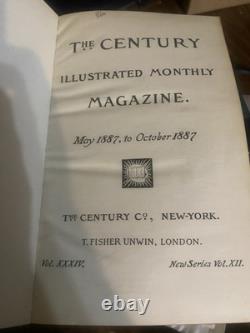 THE CENTURY
ILLUSTRATED MONTHLY
MAGAZINE.
May 1887, to October 1887
THE CENTURY Co, NEW-YORK.
T. FISHER UNWIN, LONDON.
Vol. XXXIV. New Series Vol. XII.
ebay